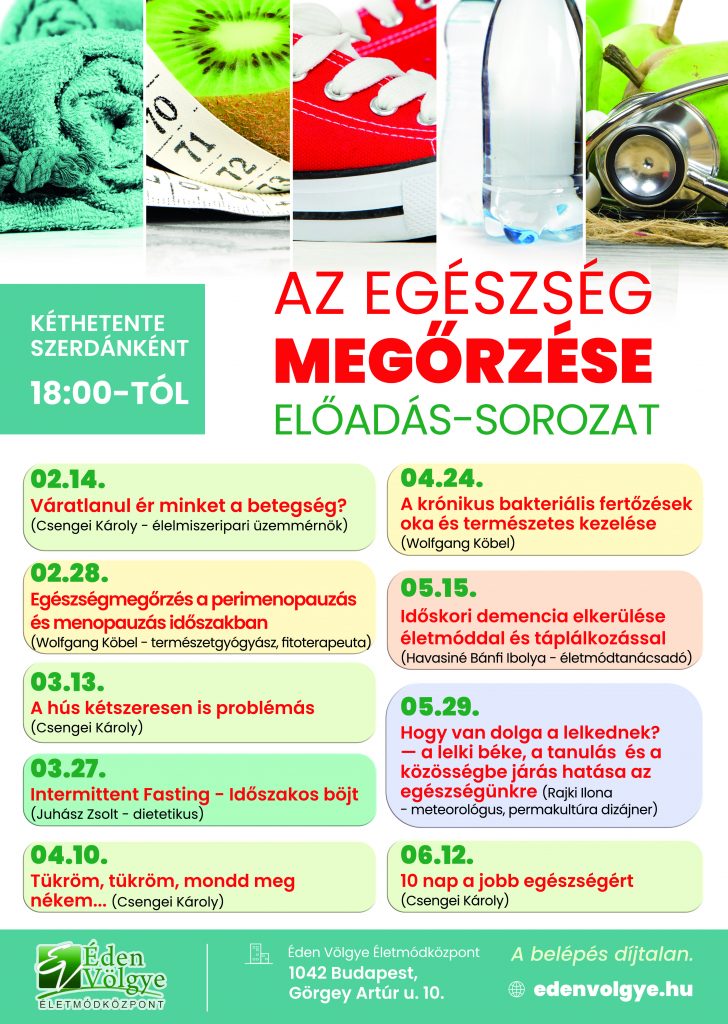 70
71
72
73
AZ EGÉSZSÉG
MEGŐRZÉSE
ELŐADÁS-SOROZAT
KÉTHETENTE
SZERDÁNKÉNT
18:00-TÓL
02.14.
Váratlanul ér minket a betegség?
(Csengei Károly - élelmiszeripari üzemmérnök)
02.28.
Egészségmegőrzés a perimenopauzás
és menopauzás időszakban
(Wolfgang Köbel - természetgyógyász, fitoterapeuta)
03.13.
A hús kétszeresen is problémás
(Csengei Károly)
03.27.
Intermittent Fasting - Időszakos böjt
(Juhász Zsolt - dietetikus)
04.10.
Tükröm, tükröm, mondd meg
nékem... (Csengei Károly)
04.24.
A krónikus bakteriális fertőzések
oka és természetes kezelése
(Wolfgang Köbel)
05.15.
Időskori demencia elkerülése
életmóddal és táplálkozással
(Havasiné Bánfi Ibolya - életmódtanácsadó)
05.29.
Hogy van dolga a lelkednek?
— a lelki béke, a tanulás és a
közösségbe járás hatása az
egészségünkre (Rajki Ilona
- meteorológus, permakultúra dizájner)
06.12.
10 nap a jobb egészségért
(Csengei Károly)
Éden
Völgye
ÉLETMÓDKÖZPONT
Éden Völgye Életmódközpont
1042 Budapest,
Görgey Artúr u. 10.
A belépés díjtalan.
edenvolgye.hu